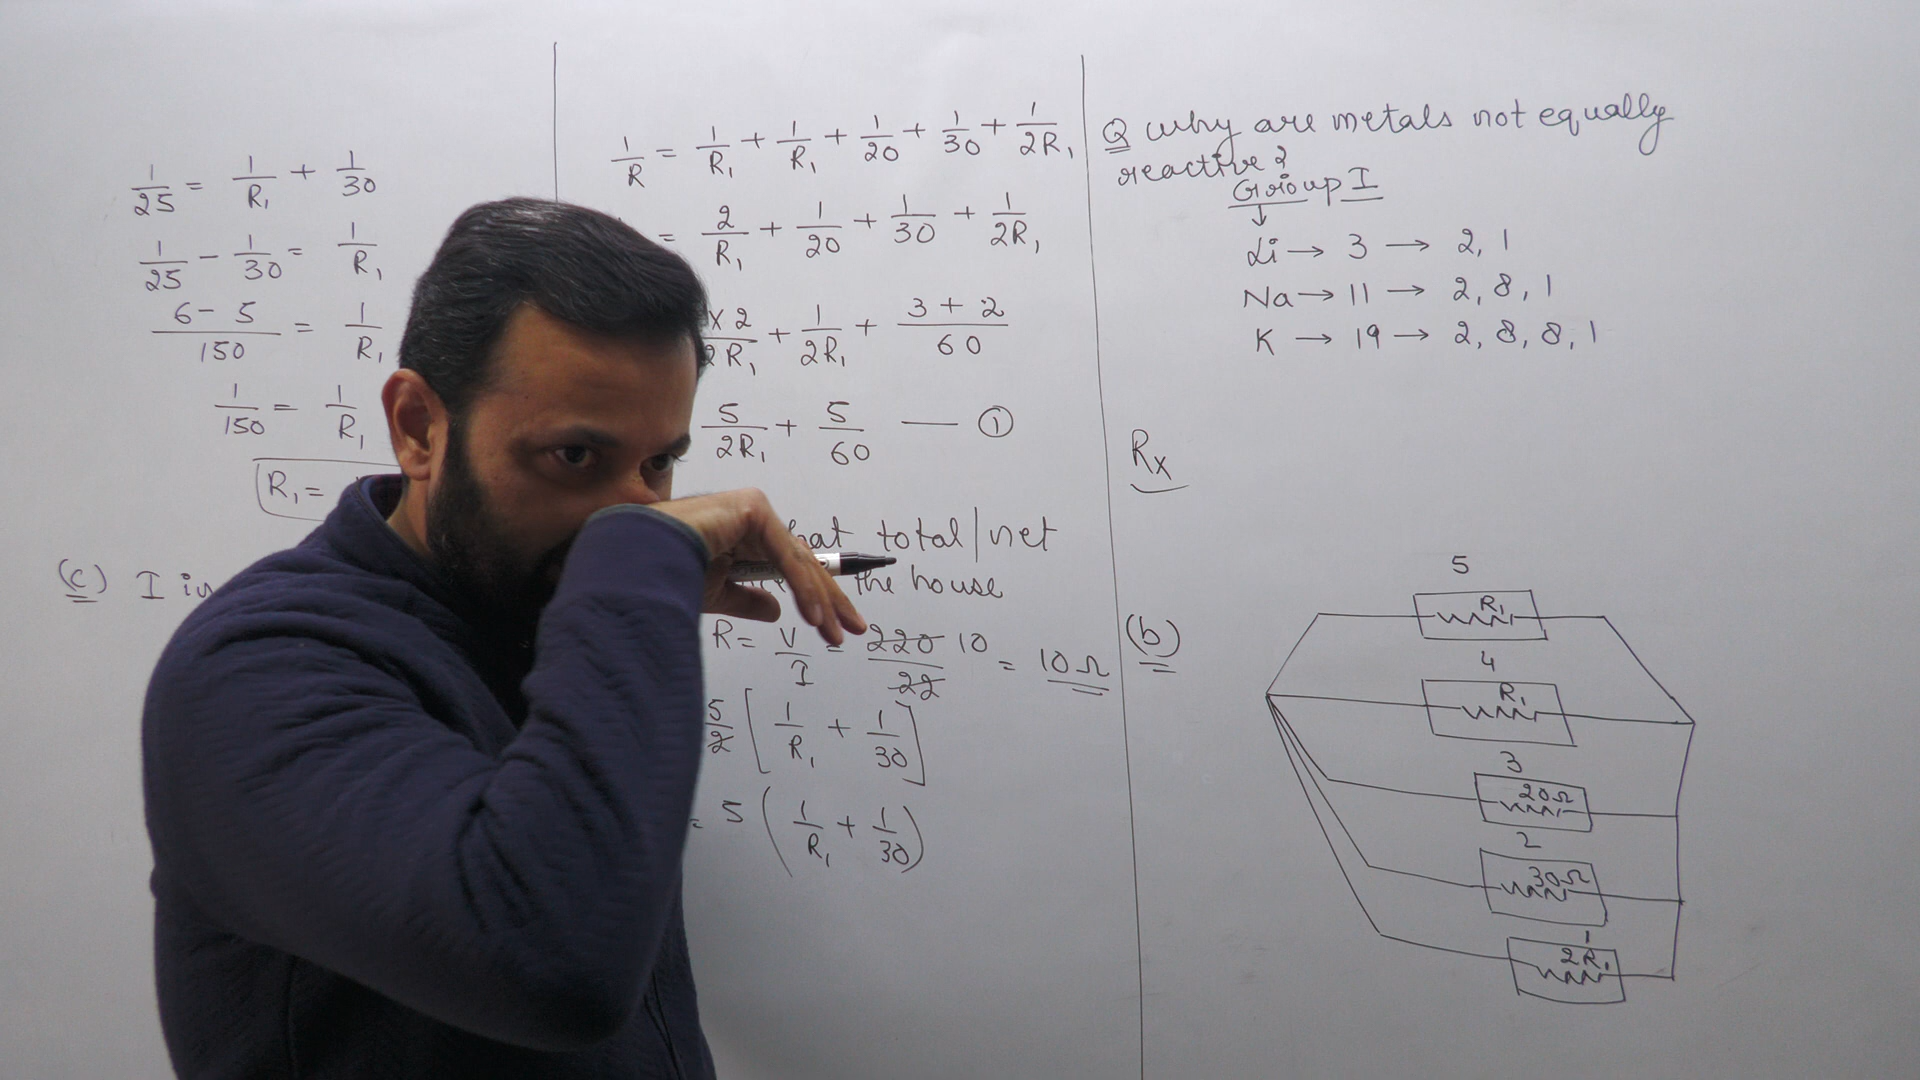 1/25 = 1/R₁ + 1/30
1/25 - 1/30 = 1/R₁
6-5/150 = 1/R₁
1/150 = 1/R₁
R₁ =
(c) I
1/R = 1/R₁ + 1/R₁ + 1/20 + 1/30 + 1/2R₁
= 2/R₁ + 1/20 + 1/30 + 1/2R₁
x2/2R₁ + 1/2R₁ + 3+2/60
5/2R₁ + 5/60 — ①
total/net
the house
R = V/I = 220/22 10 = 10Ω
5/2 [1/R₁ + 1/30]
= 5 (1/R₁ + 1/30)
Q why are metals not equally
reactive?
Group I
↓
Li → 3 → 2, 1
Na → 11 → 2, 8, 1
K → 19 → 2, 8, 8, 1
Rx
(b)
5
R₁
4
R₁
3
20Ω
2
30Ω
1
2R₁